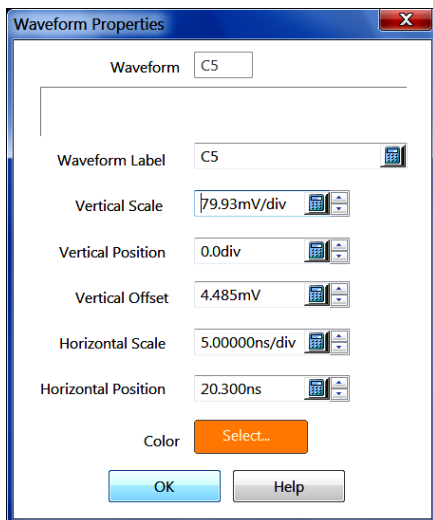 Waveform Properties
X
Waveform C5
Waveform Label C5
Vertical Scale 79.93mV/div
Vertical Position 0.0div
Vertical Offset 4.485mV
Horizontal Scale 5.00000ns/div
Horizontal Position 20.300ns
Color Select...
OK Help